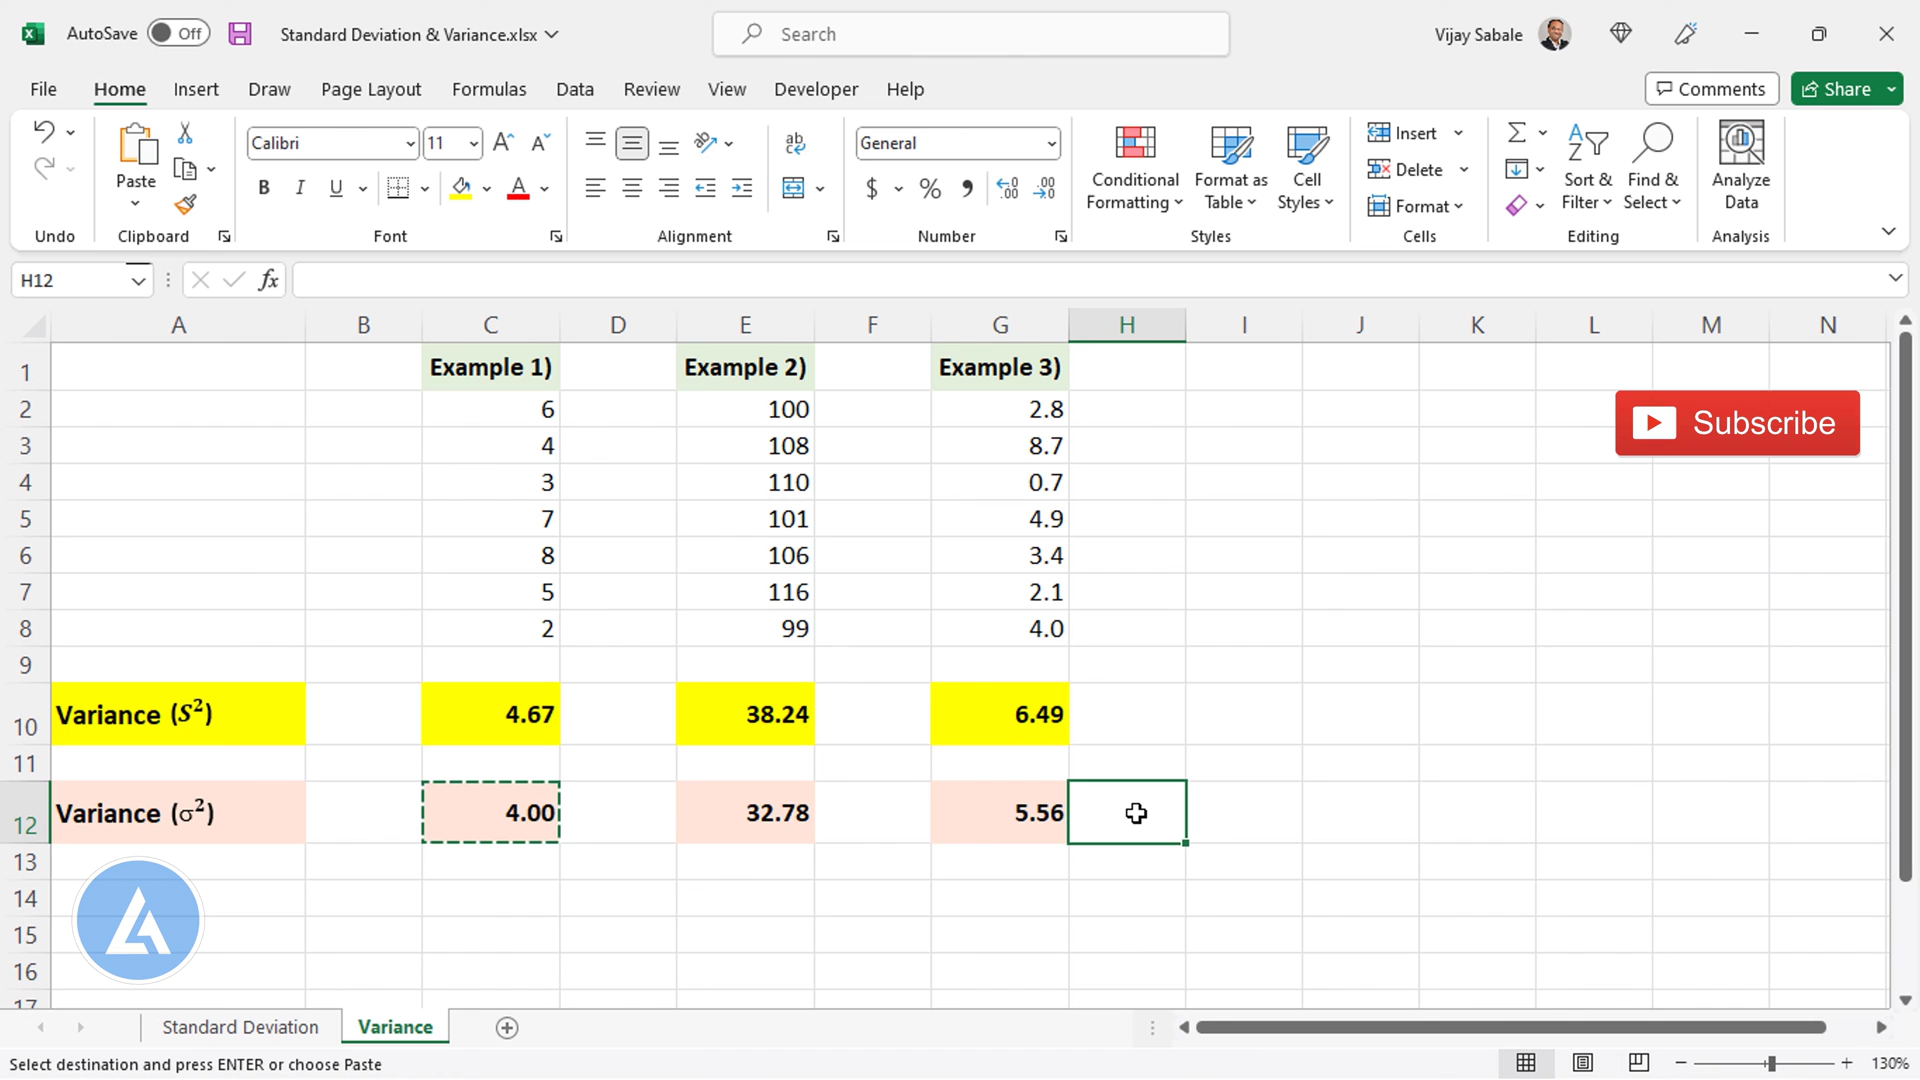 AutoSave Off Standard Deviation & Variance.xlsx Search Vijay Sabale
File Home Insert Draw Page Layout Formulas Data Review View Developer Help Comments Share
Calibri 11 General
Paste
B I U A $ % Conditional Formatting Format as Table Cell Styles
Insert
Delete
Format
Sort & Filter Find & Select Analyze Data
Undo Clipboard Font Alignment Number Styles Cells Editing Analysis
H12 fx
A B C D E F G H I J K L M N
1 Example 1) Example 2) Example 3)
2 6 100 2.8
3 4 108 8.7
Subscribe
4 3 110 0.7
5 7 101 4.9
6 8 106 3.4
7 5 116 2.1
8 2 99 4.0
9
10 Variance (S²) 4.67 38.24 6.49
11
12 Variance (σ²) 4.00 32.78 5.56
13
14
15
16
17
Standard Deviation Variance
Select destination and press ENTER or choose Paste 130%